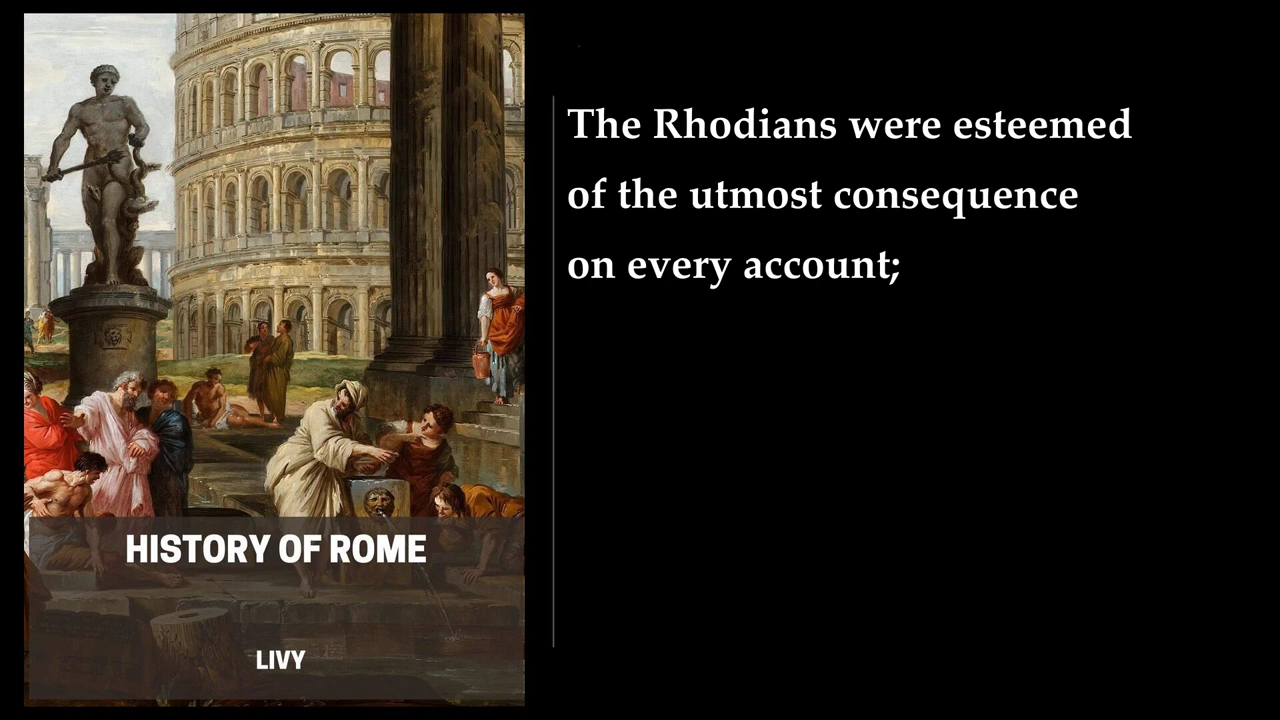 The Rhodians were esteemed
of the utmost consequence
on every account;
HISTORY OF ROME
LIVY